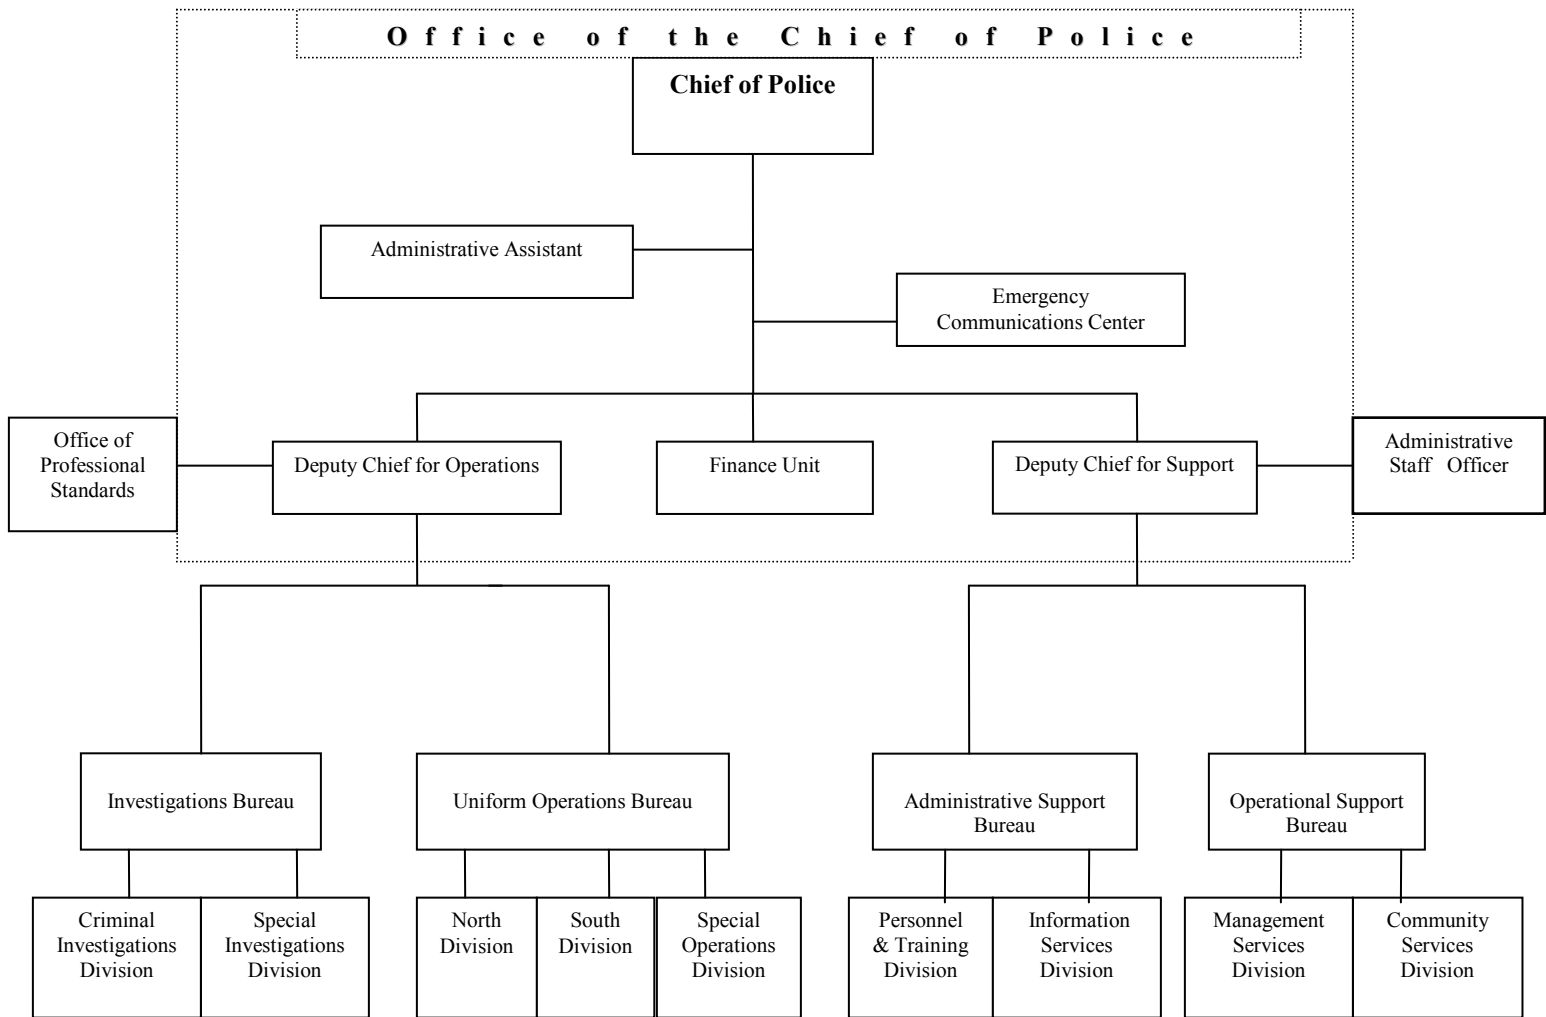 Office of the Chief of Police
Chief of Police
Administrative Assistant
Emergency
Communications Center
Office of
Professional
Standards
Deputy Chief for Operations
Finance Unit
Deputy Chief for Support
Administrative
Staff Officer
Investigations Bureau
Uniform Operations Bureau
Administrative Support
Bureau
Operational Support
Bureau
Criminal
Investigations
Division
Special
Investigations
Division
North
Division
South
Division
Special
Operations
Division
Personnel
& Training
Division
Information
Services
Division
Management
Services
Division
Community
Services
Division